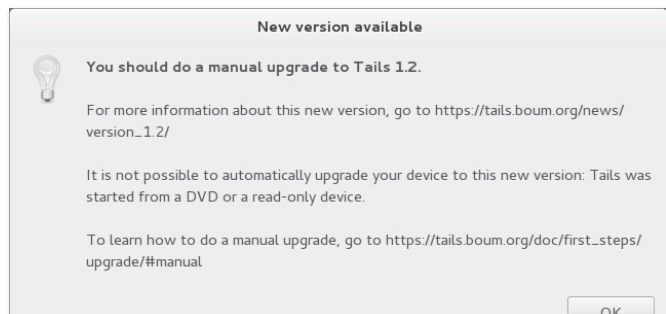 New version available
You should do a manual upgrade to Tails 1.2.
For more information about this new version, go to https://tails.boum.org/news/
version_1.2/
It is not possible to automatically upgrade your device to this new version: Tails was
started from a DVD or a read-only device.
To learn how to do a manual upgrade, go to https://tails.boum.org/doc/first_steps/
upgrade/#manual
OK